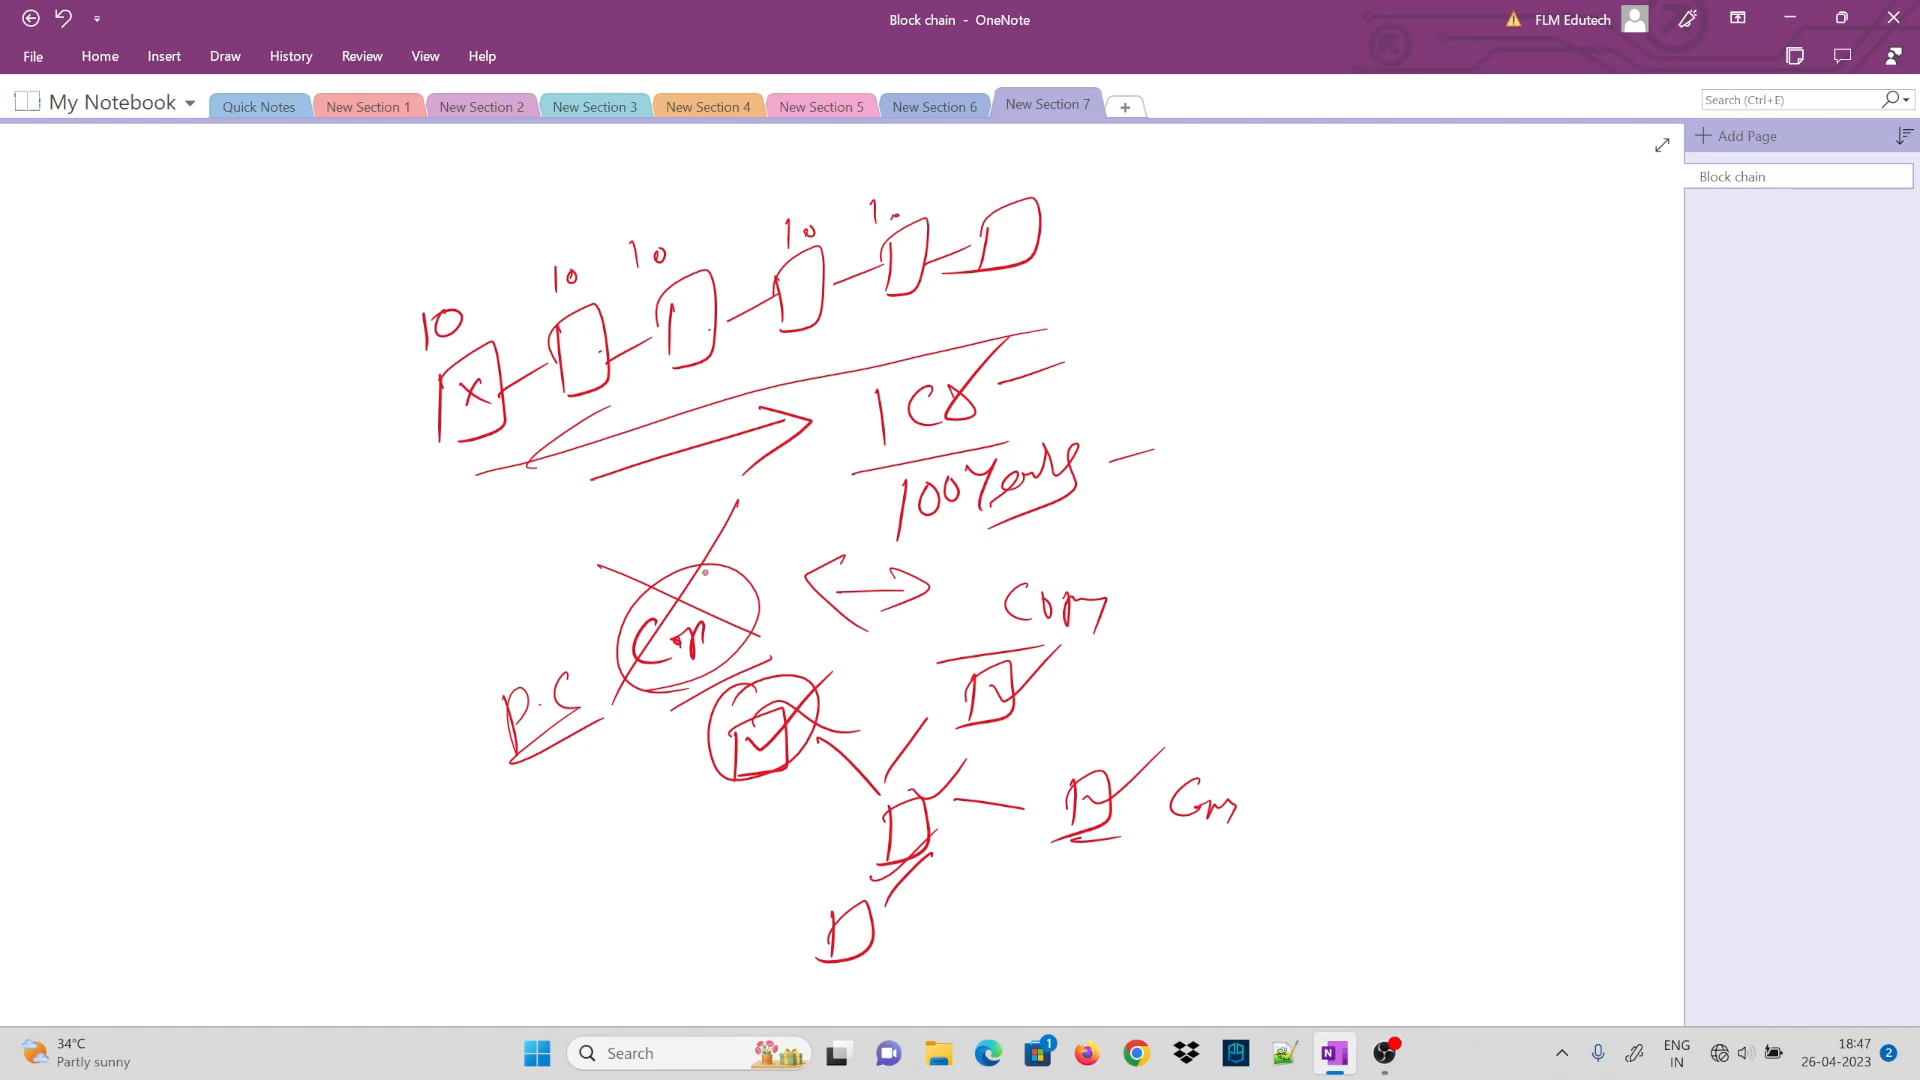 Block chain - OneNote
FLM Edutech
File Home Insert Draw History Review View Help
My Notebook
Quick Notes
New Section 1
New Section 2
New Section 3
New Section 4
New Section 5
New Section 6
New Section 7
Search (Ctrl+E)
Add Page
Block chain
10
10
10
10
X
100 Years
P.C
34°C
Partly sunny
Search
1
ENG
IN
18:47
26-04-2023
2